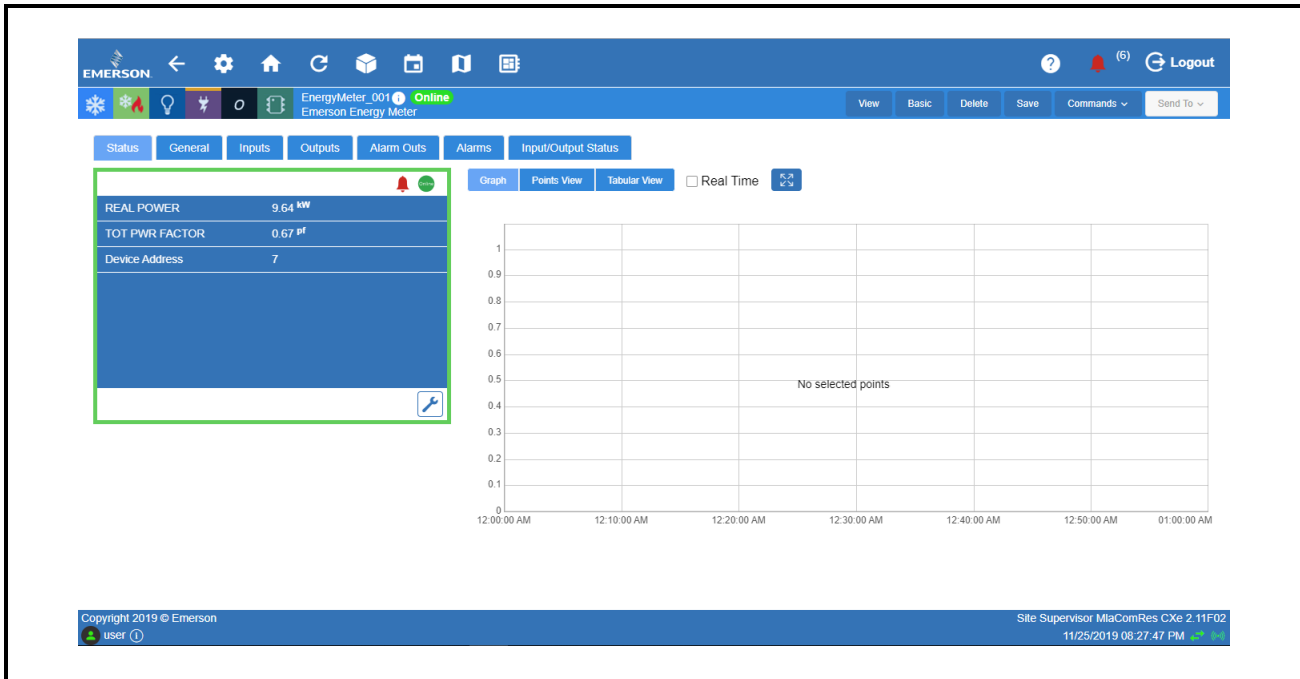 EMERSON.
? (6) Logout
O
EnergyMeter_001 i Online
Emerson Energy Meter
View Basic Delete Save Commands Send To
Status General Inputs Outputs Alarm Outs Alarms Input/Output Status
Online
REAL POWER 9.64 kW
TOT PWR FACTOR 0.67 pf
Device Address 7
Graph Points View Tabular View Real Time
1
0.9
0.8
0.7
0.6
0.5
No selected points
0.4
0.3
0.2
0.1
0
12:00:00 AM 12:10:00 AM 12:20:00 AM 12:30:00 AM 12:40:00 AM 12:50:00 AM 01:00:00 AM
Copyright 2019 © Emerson
Site Supervisor MlaComRes CXe 2.11F02
user i
11/25/2019 08:27:47 PM